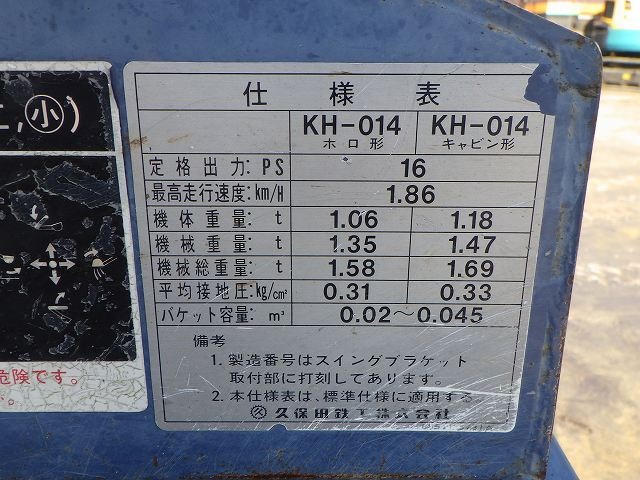 仕様表
KH-014 KH-014
ホロ形 キャビン形
定格出力:PS 16
最高走行速度:km/H 1.86
機体重量: t 1.06 1.18
機械重量: t 1.35 1.47
機械総重量: t 1.58 1.69
平均接地圧:kg/cm² 0.31 0.33
バケット容量: m³ 0.02~0.045
備考
1. 製造番号はスイングブラケット
取付部に打刻してあります。
2. 本仕様表は、標準仕様に適用する
久保田鉄工株式会社
,小)
危険です。